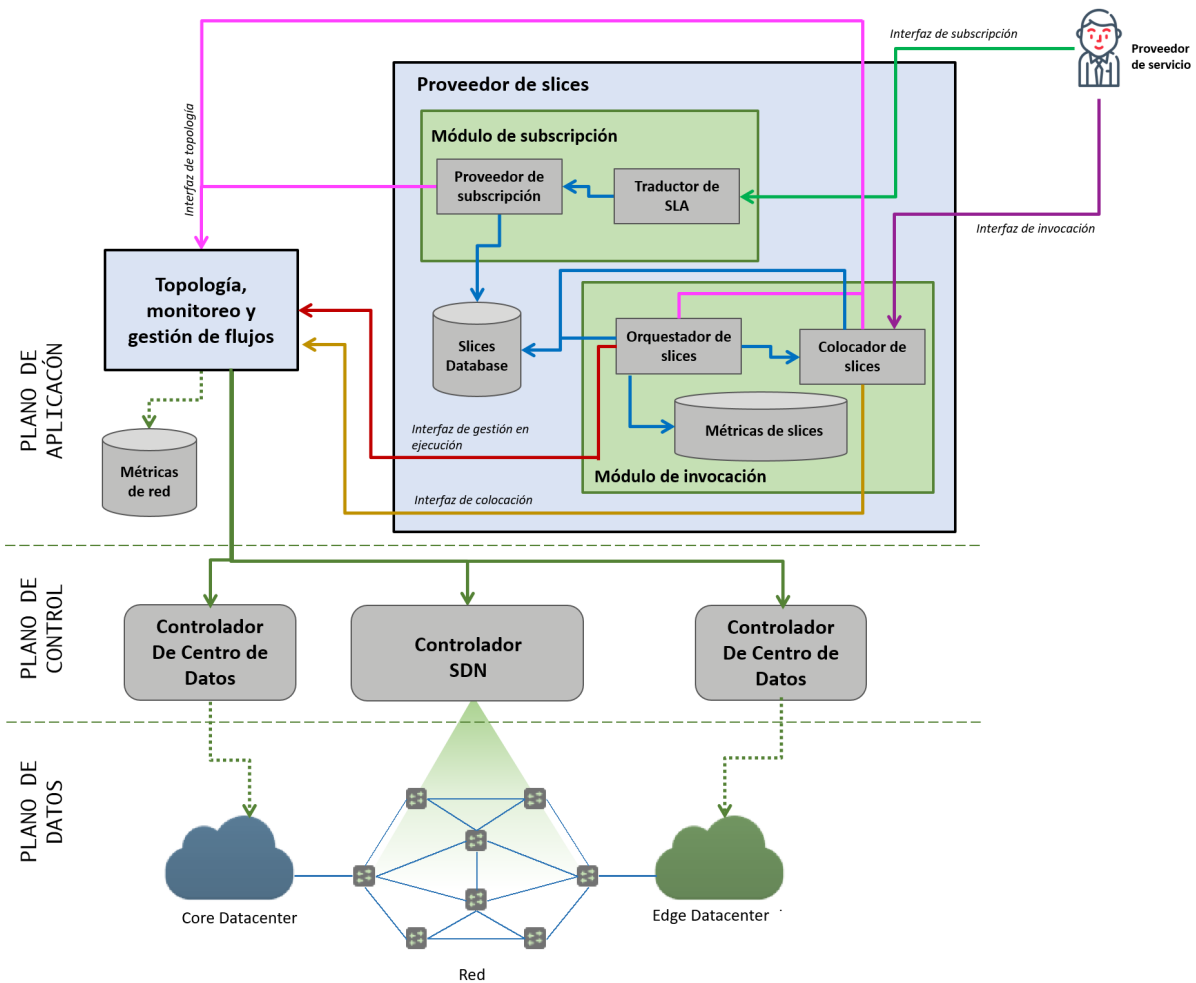 Interfaz de subscripción
Proveedor
de servicio
Proveedor de slices
Interfaz de topología
Módulo de subscripción
Proveedor de
subscripción
Traductor de
SLA
Interfaz de invocación
Topología,
monitoreo y
gestión de flujos
Slices
Database
Orquestador de
slices
Colocador de
slices
PLANO DE
APLICACÓN
Métricas de slices
Interfaz de gestión en
ejecución
Módulo de invocación
Métricas
de red
Interfaz de colocación
PLANO DE
CONTROL
Controlador
De Centro de
Datos
Controlador
SDN
Controlador
De Centro de
Datos
PLANO DE
DATOS
Core Datacenter
Edge Datacenter
Red